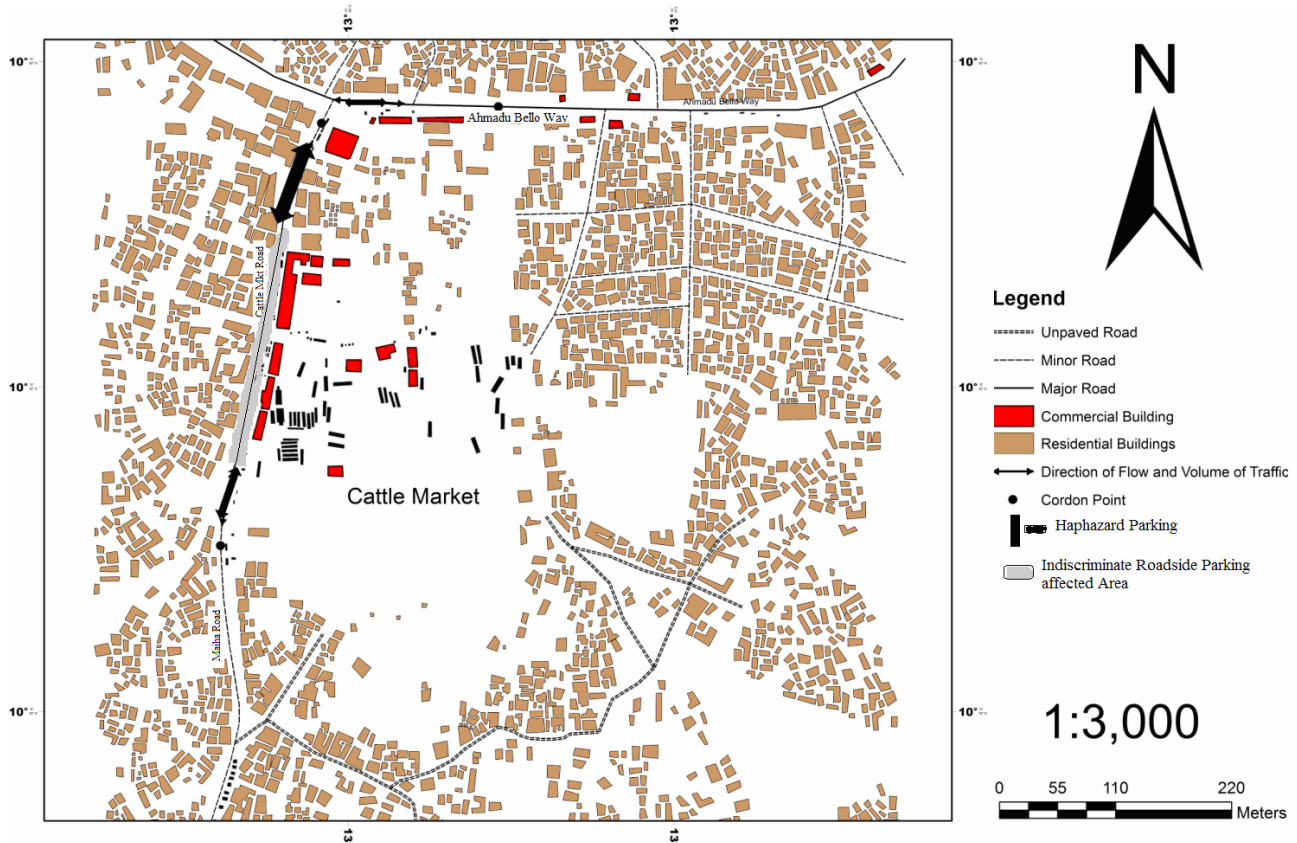 13°
13°
10°
10°
Ahmadu Bello Way
Ahmadu Bello Way
Cattle Mkt Road
10°
10°
Cattle Market
Maiha Road
10°
10°
13°
13°
N
Legend
Unpaved Road
Minor Road
Major Road
Commercial Building
Residential Buildings
Direction of Flow and Volume of Traffic
Cordon Point
Haphazard Parking
Indiscriminate Roadside Parking
affected Area
1:3,000
0 55 110 220
Meters